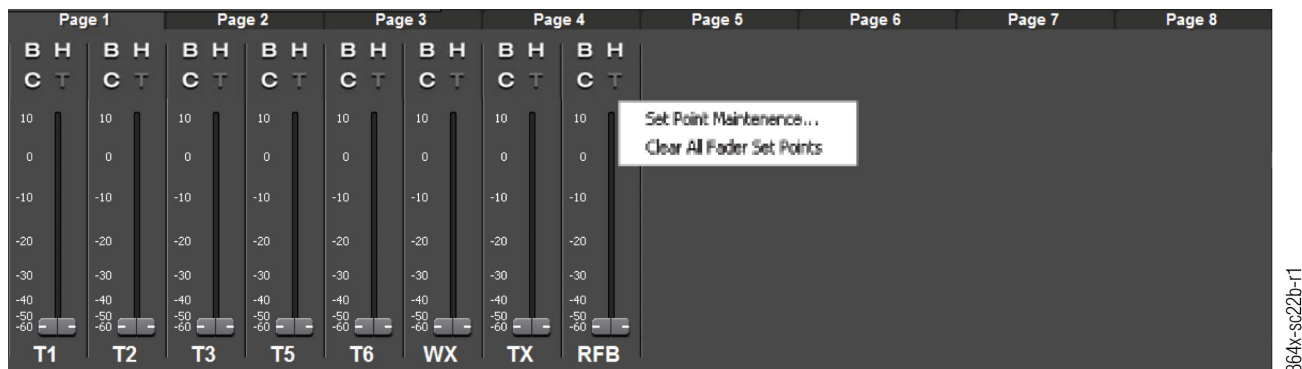 Page 1 Page 2 Page 3 Page 4 Page 5 Page 6 Page 7 Page 8
B H B H B H B H B H B H B H B H
C T C T C T C T C T C T C T C T
10 10 10 10 10 10 10 10
Set Point Maintenence...
Clear All Fader Set Points
0 0 0 0 0 0 0 0
-10 -10 -10 -10 -10 -10 -10 -10
-20 -20 -20 -20 -20 -20 -20 -20
-30 -30 -30 -30 -30 -30 -30 -30
-40 -40 -40 -40 -40 -40 -40 -40
-50 -50 -50 -50 -50 -50 -50 -50
-60 -60 -60 -60 -60 -60 -60 -60
T1 T2 T3 T5 T6 WX TX RFB
864x-sc22b-r1